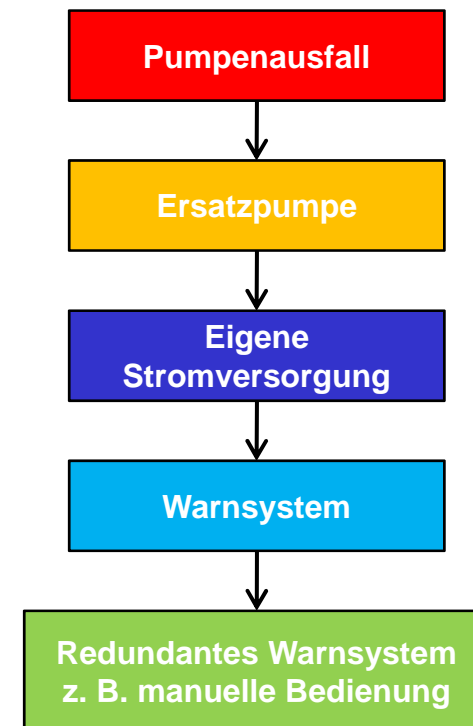 Pumpenausfall
Ersatzpumpe
Eigene
Stromversorgung
Warnsystem
Redundantes Warnsystem
z. B. manuelle Bedienung